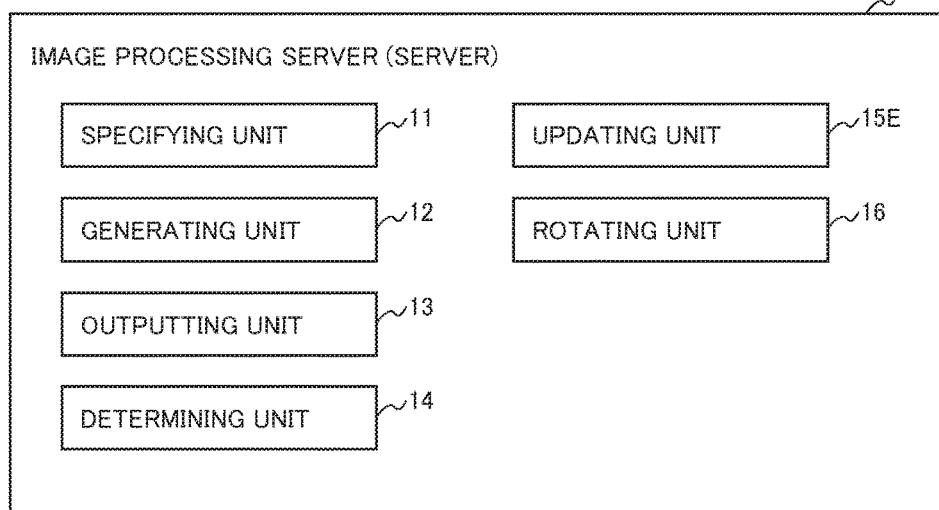 IMAGE PROCESSING SERVER (SERVER)
SPECIFYING UNIT 11
GENERATING UNIT 12
OUTPUTTING UNIT 13
DETERMINING UNIT 14
UPDATING UNIT 15E
ROTATING UNIT 16